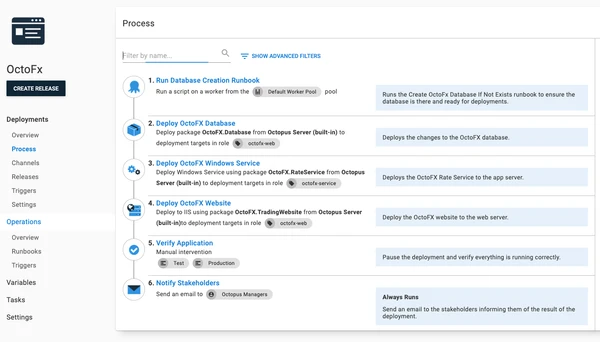 OctoFx
CREATE RELEASE
Deployments
Overview
Process
Channels
Releases
Triggers
Settings
Operations
Overview
Runbooks
Triggers
Variables
Tasks
Settings
Process
Filter by name...
SHOW ADVANCED FILTERS
1. Run Database Creation Runbook
Run a script on a worker from the Default Worker Pool pool
Runs the Create OctoFx Database If Not Exists runbook to ensure the
database is there and ready for deployments.
2. Deploy OctoFX Database
Deploy package OctoFX.Database from Octopus Server (built-in) to
deployment targets in role octofx-web
Deploys the changes to the OctoFX database.
3. Deploy OctoFX Windows Service
Deploy Windows Service using package OctoFX.RateService from Octopus
Server (built-in) to deployment targets in role octofx-service
Deploys the OctoFX Rate Service to the app server.
4. Deploy OctoFX Website
Deploy to IIS using package OctoFX.TradingWebsite from Octopus Server
(built-in)to deployment targets in role octofx-web
Deploy the OctoFX website to the web server.
5. Verify Application
Manual intervention
Test Production
Pause the deployment and verify everything is running correctly.
6. Notify Stakeholders
Send an email to Octopus Managers
Always Runs
Send an email to the stakeholders informing them of the result of the
deployment.